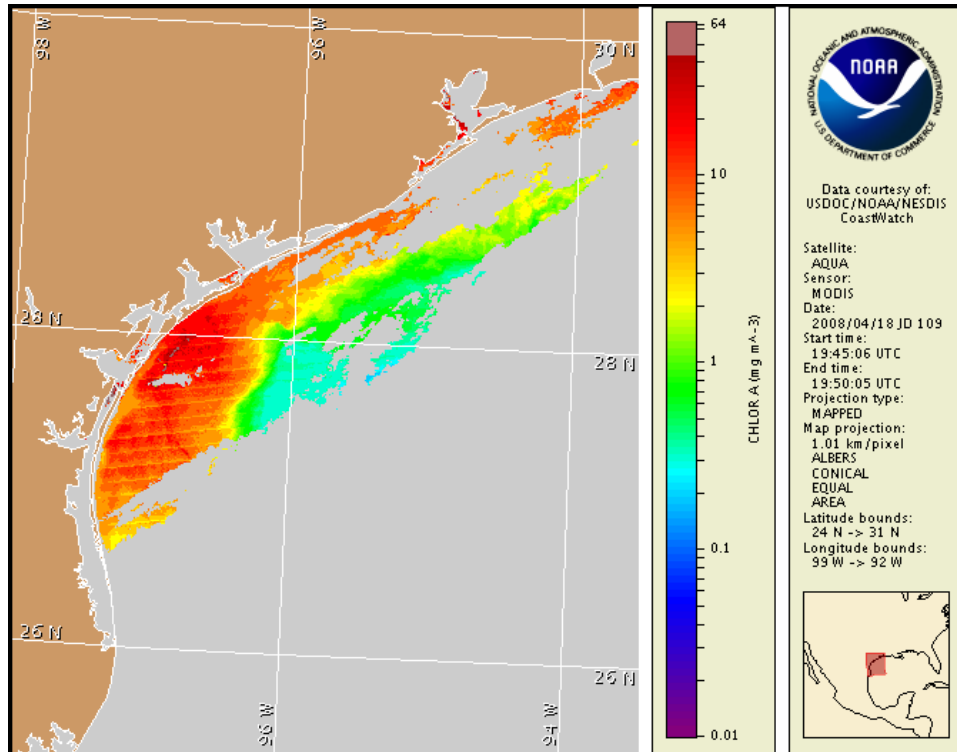 98 W
96 W
30 N
28 N
28 N
26 N
26 N
96 W
94 W
64
10
1
0.1
0.01
CHLOR A (mg m^-3)
NATIONAL OCEANIC AND ATMOSPHERIC ADMINISTRATION
NOAA
U.S. DEPARTMENT OF COMMERCE
Data courtesy of:
USDOC/NOAA/NESDIS
CoastWatch
Satellite:
AQUA
Sensor:
MODIS
Date:
2008/04/18 JD 109
Start time:
19:45:06 UTC
End time:
19:50:05 UTC
Projection type:
MAPPED
Map projection:
1.01 km/pixel
ALBERS
CONICAL
EQUAL
AREA
Latitude bounds:
24 N -> 31 N
Longitude bounds:
99 W -> 92 W